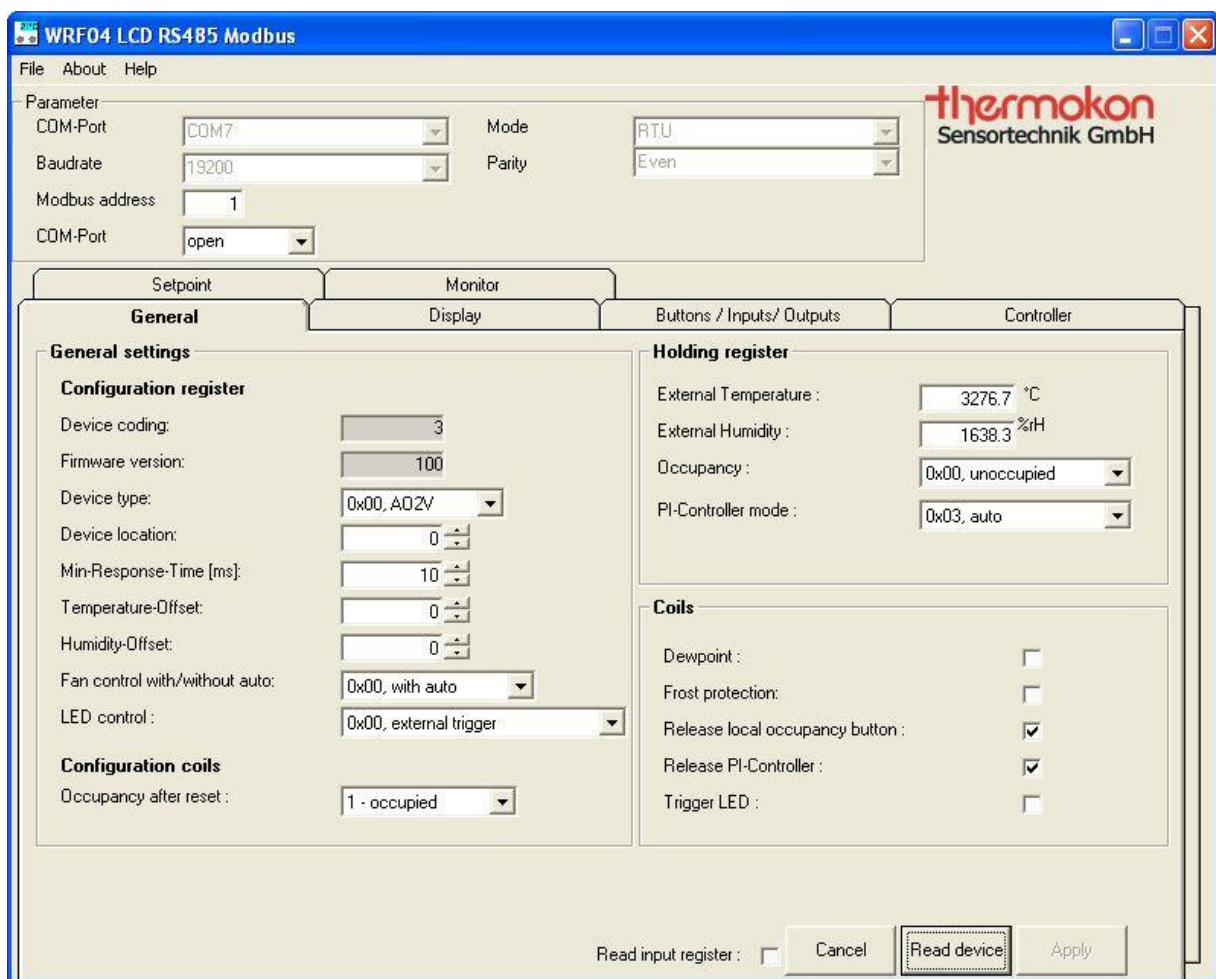 WRF04 LCD RS485 Modbus
File About Help
thermokon
Sensortechnik GmbH
Parameter
COM-Port COM7 Mode RTU
Baudrate 19200 Parity Even
Modbus address 1
COM-Port open
Setpoint Monitor
General Display Buttons / Inputs/ Outputs Controller
General settings
Configuration register
Device coding: 3
Firmware version: 100
Device type: 0x00, AO2V
Device location: 0
Min-Response-Time [ms]: 10
Temperature-Offset: 0
Humidity-Offset: 0
Fan control with/without auto: 0x00, with auto
LED control : 0x00, external trigger
Configuration coils
Occupancy after reset : 1 - occupied
Holding register
External Temperature : 3276.7 °C
External Humidity : 1638.3 %rH
Occupancy : 0x00, unoccupied
PI-Controller mode : 0x03, auto
Coils
Dewpoint :
Frost protection:
Release local occupancy button :
Release PI-Controller :
Trigger LED :
Read input register : Cancel Read device Apply